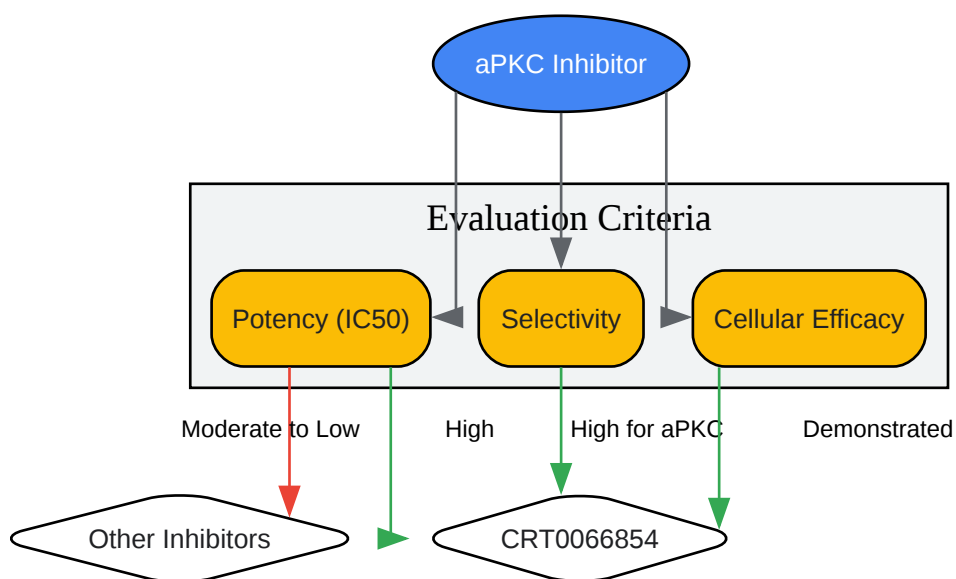 aPKC Inhibitor
Evaluation Criteria
Potency (IC50)
Selectivity
Cellular Efficacy
Moderate to Low
High
High for aPKC
Demonstrated
Other Inhibitors
CRT0066854